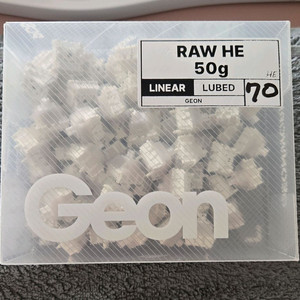 RAW HE
50g
HE
LINEAR LUBED 70
GEON
Geon